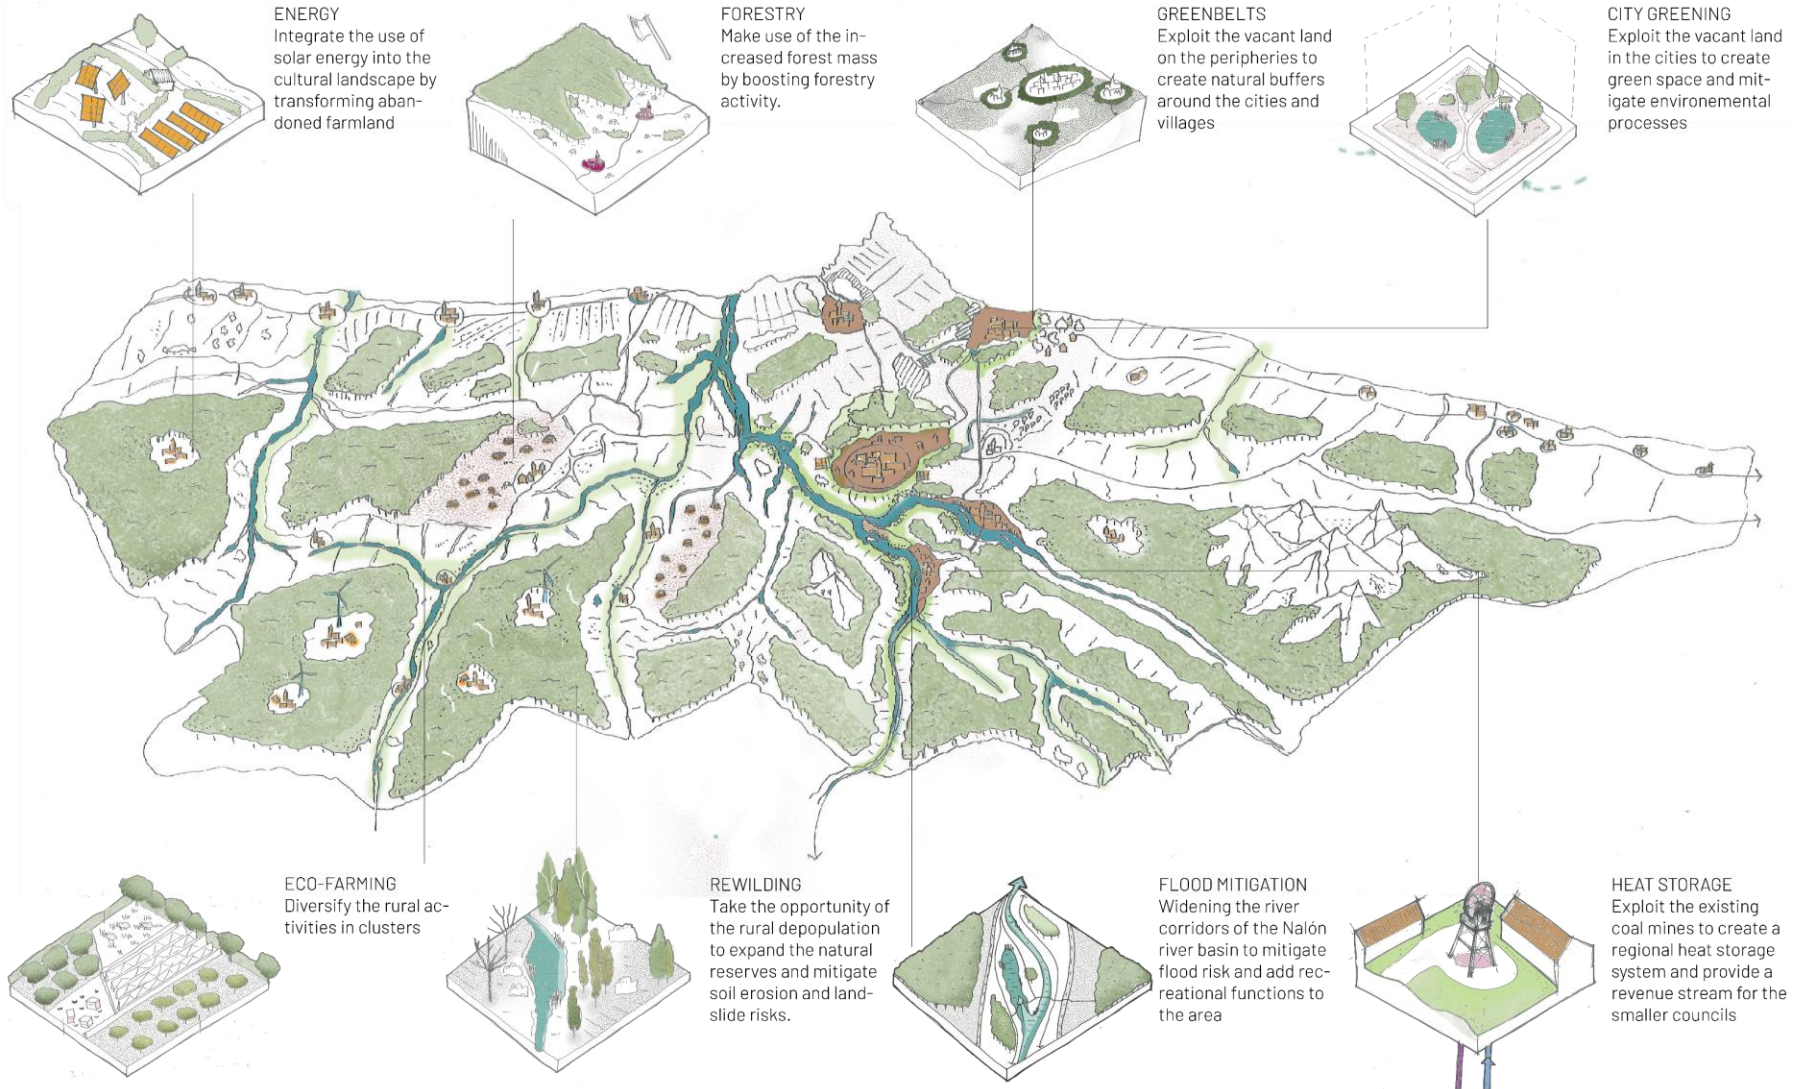 ENERGY
Integrate the use of
solar energy into the
cultural landscape by
transforming aban-
doned farmland
FORESTRY
Make use of the in-
creased forest mass
by boosting forestry
activity.
GREENBELTS
Exploit the vacant land
on the peripheries to
create natural buffers
around the cities and
villages
CITY GREENING
Exploit the vacant land
in the cities to create
green space and mit-
igate environemental
processes
ECO-FARMING
Diversify the rural ac-
tivities in clusters
REWILDING
Take the opportunity of
the rural depopulation
to expand the natural
reserves and mitigate
soil erosion and land-
slide risks.
FLOOD MITIGATION
Widening the river
corridors of the Nalón
river basin to mitigate
flood risk and add rec-
reational functions to
the area
HEAT STORAGE
Exploit the existing
coal mines to create a
regional heat storage
system and provide a
revenue stream for the
smaller councils